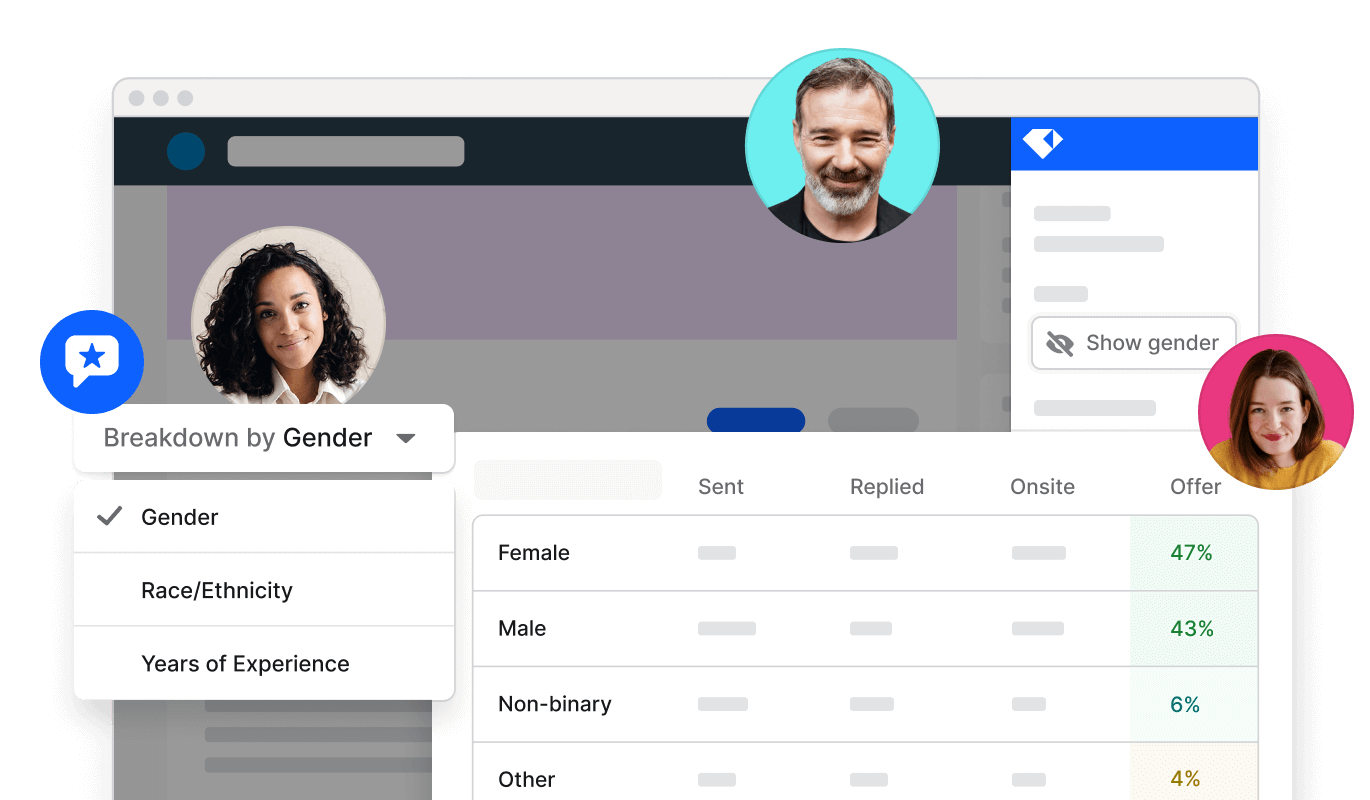 Show gender
Breakdown by Gender
Gender
Race/Ethnicity
Years of Experience
Sent Replied Onsite Offer
Female 47%
Male 43%
Non-binary 6%
Other 4%